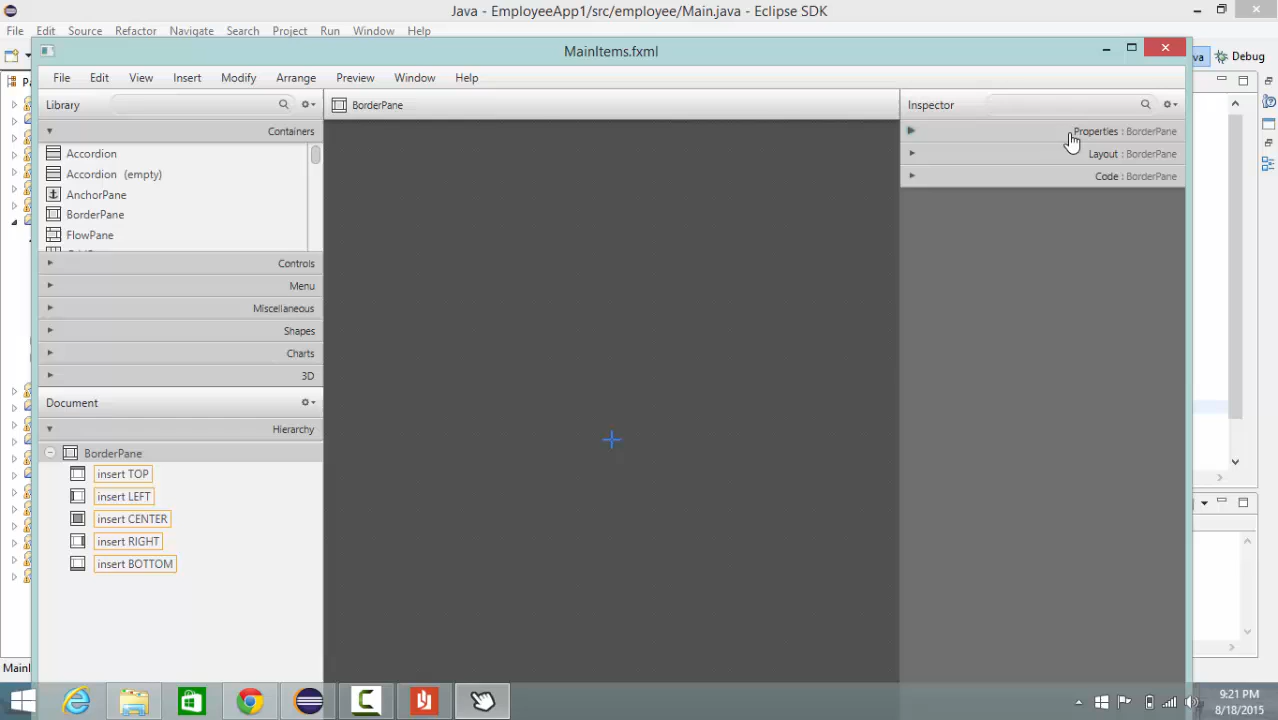 Java - EmployeeApp1/src/employee/Main.java - Eclipse SDK
File Edit Source Refactor Navigate Search Project Run Window Help
MainItems.fxml
Debug
File Edit View Insert Modify Arrange Preview Window Help
Library
BorderPane
Inspector
Containers
Properties : BorderPane
Accordion
Layout : BorderPane
Accordion (empty)
Code : BorderPane
AnchorPane
BorderPane
FlowPane
Controls
Menu
Miscellaneous
Shapes
Charts
3D
Document
Hierarchy
BorderPane
insert TOP
insert LEFT
insert CENTER
insert RIGHT
insert BOTTOM
9:21 PM
8/18/2015